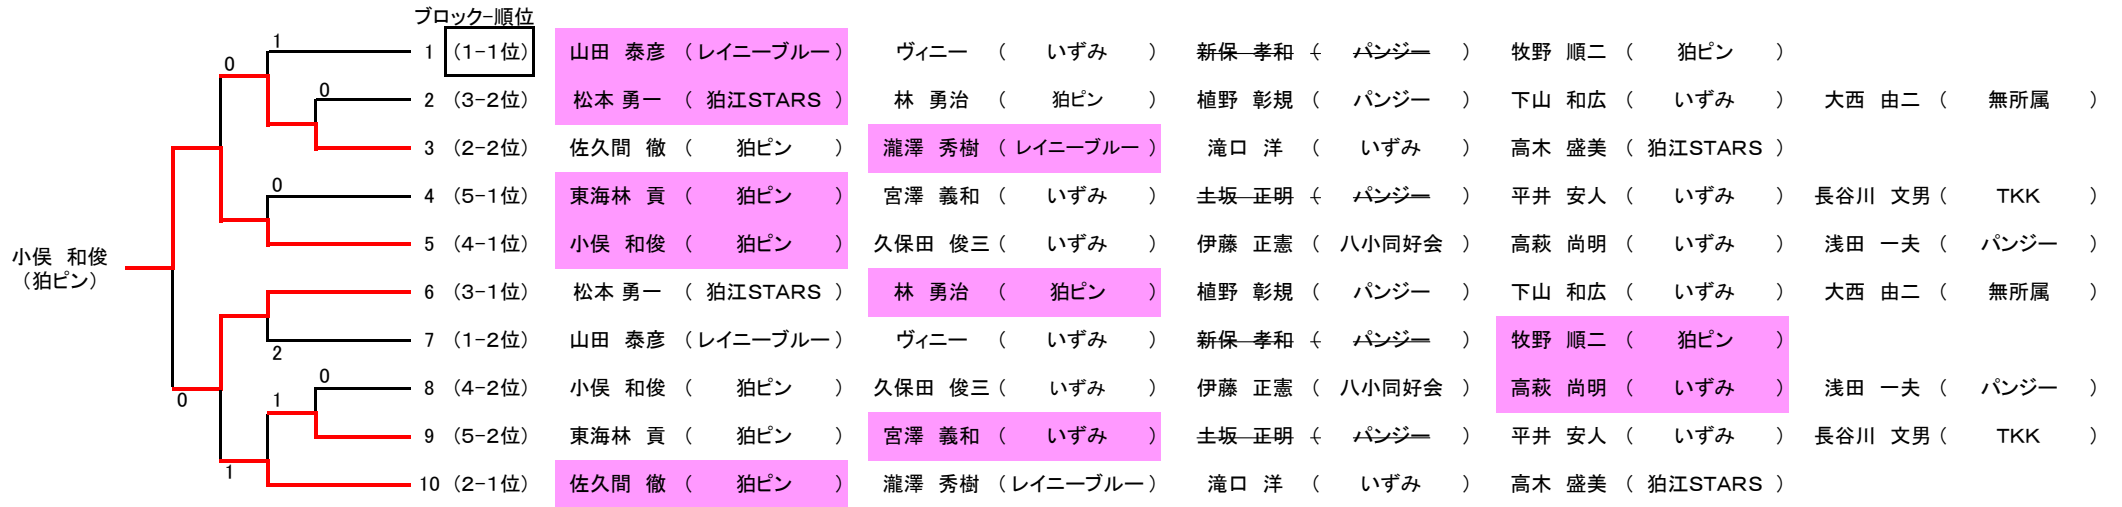 ブロック-順位
1 1 (1-1位) 山田 泰彦 (レイニーブルー) ヴィニー ( いずみ ) 新保 孝和 ( パンジー ) 牧野 順二 ( 狛ピン )
0
0 2 (3-2位) 松本 勇一 ( 狛江STARS ) 林 勇治 ( 狛ピン ) 植野 彰規 ( パンジー ) 下山 和広 ( いずみ ) 大西 由二 ( 無所属 )
3 (2-2位) 佐久間 徹 ( 狛ピン ) 瀧澤 秀樹 (レイニーブルー) 滝口 洋 ( いずみ ) 高木 盛美 ( 狛江STARS )
0 4 (5-1位) 東海林 貢 ( 狛ピン ) 宮澤 義和 ( いずみ ) 土坂 正明 ( パンジー ) 平井 安人 ( いずみ ) 長谷川 文男 ( TKK )
5 (4-1位) 小俣 和俊 ( 狛ピン ) 久保田 俊三 ( いずみ ) 伊藤 正憲 ( 八小同好会 ) 高萩 尚明 ( いずみ ) 浅田 一夫 ( パンジー )
小俣 和俊
(狛ピン)
6 (3-1位) 松本 勇一 ( 狛江STARS ) 林 勇治 ( 狛ピン ) 植野 彰規 ( パンジー ) 下山 和広 ( いずみ ) 大西 由二 ( 無所属 )
7 (1-2位) 山田 泰彦 (レイニーブルー) ヴィニー ( いずみ ) 新保 孝和 ( パンジー ) 牧野 順二 ( 狛ピン )
2
0 8 (4-2位) 小俣 和俊 ( 狛ピン ) 久保田 俊三 ( いずみ ) 伊藤 正憲 ( 八小同好会 ) 高萩 尚明 ( いずみ ) 浅田 一夫 ( パンジー )
0 1
9 (5-2位) 東海林 貢 ( 狛ピン ) 宮澤 義和 ( いずみ ) 土坂 正明 ( パンジー ) 平井 安人 ( いずみ ) 長谷川 文男 ( TKK )
1
10 (2-1位) 佐久間 徹 ( 狛ピン ) 瀧澤 秀樹 (レイニーブルー) 滝口 洋 ( いずみ ) 高木 盛美 ( 狛江STARS )